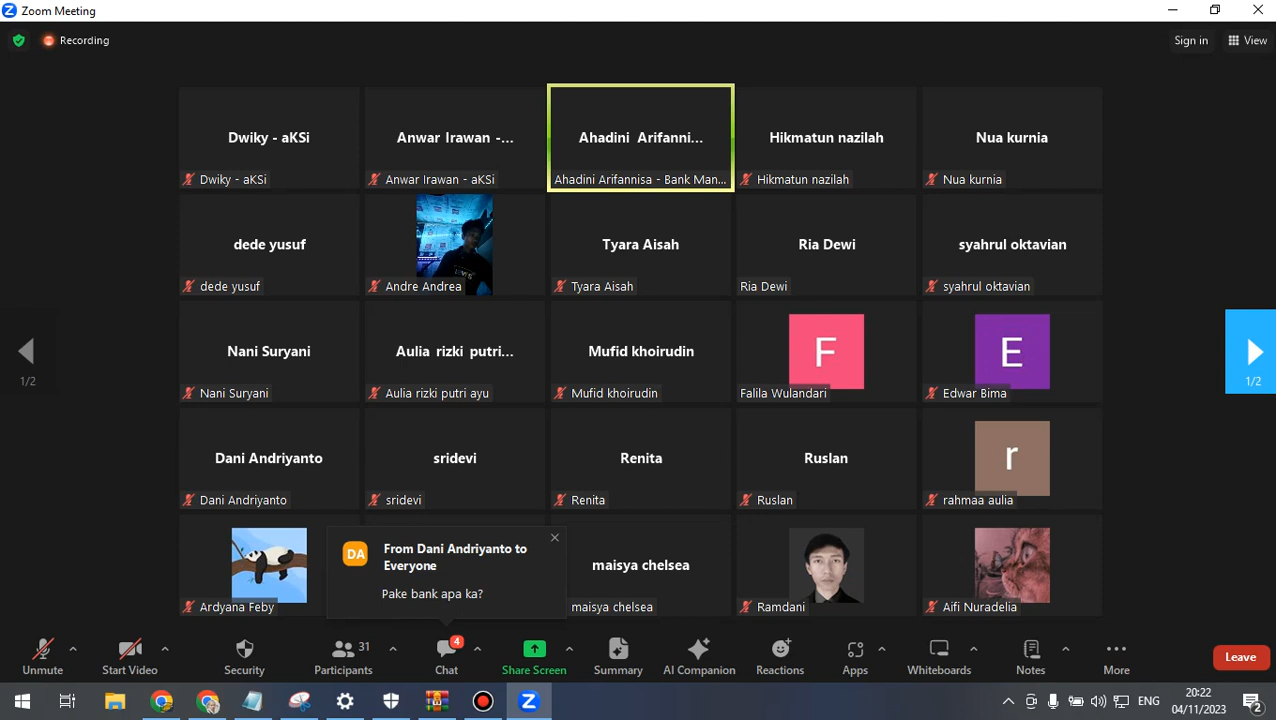 Zoom Meeting
Recording
Sign in
View
Dwiky - aKSi
Anwar Irawan -...
Ahadini Arifanni...
Hikmatun nazilah
Nua kurnia
Dwiky - aKSi
Anwar Irawan - aKSi
Ahadini Arifannisa - Bank Man...
Hikmatun nazilah
Nua kurnia
dede yusuf
Tyara Aisah
Ria Dewi
syahrul oktavian
dede yusuf
Andre Andrea
Tyara Aisah
Ria Dewi
syahrul oktavian
Nani Suryani
Aulia rizki putri...
Mufid khoirudin
F
E
Nani Suryani
Aulia rizki putri ayu
Mufid khoirudin
Falila Wulandari
Edwar Bima
1/2
1/2
Dani Andriyanto
sridevi
Renita
Ruslan
r
Dani Andriyanto
sridevi
Renita
Ruslan
rahmaa aulia
DA
From Dani Andriyanto to
Everyone
Pake bank apa ka?
maisya chelsea
Ardyana Feby
maisya chelsea
Ramdani
Aifi Nuradelia
Unmute
Start Video
Security
Participants
31
Chat
4
Share Screen
Summary
AI Companion
Reactions
Apps
Whiteboards
Notes
More
Leave
ENG
20:22
04/11/2023
2